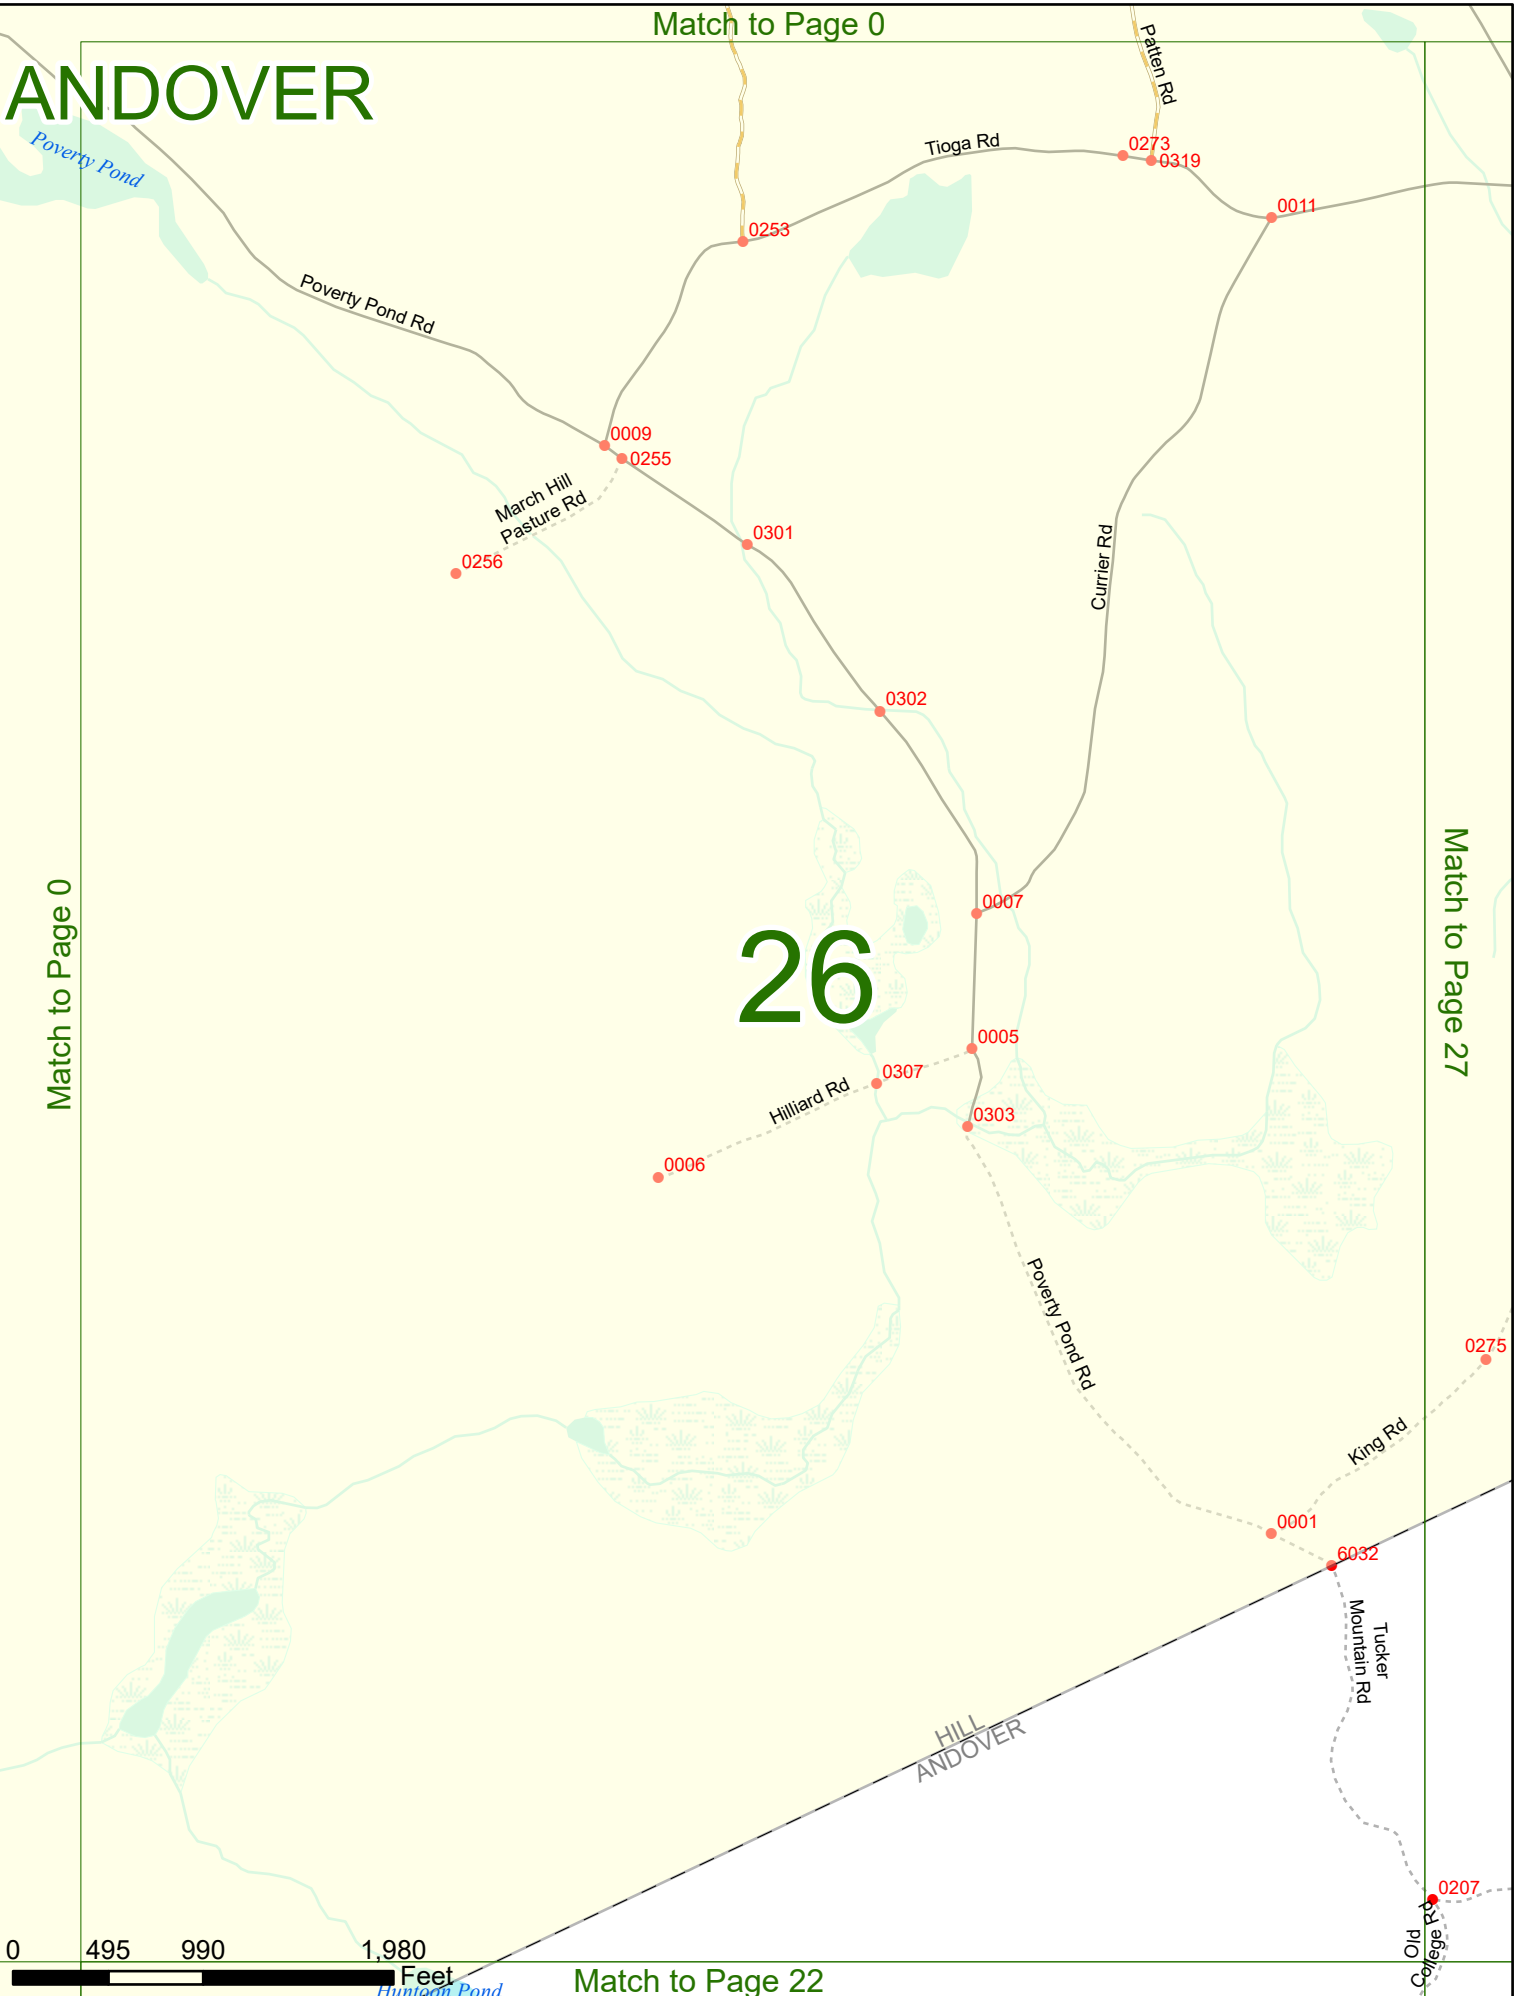 Match to Page 0
ANDOVER
Patten Rd
Poverty Pond
Tioga Rd
0273
0319
0011
0253
Poverty Pond Rd
0009
0255
March Hill
Pasture Rd
0301
0256
Currier Rd
0302
Match to Page 0
Match to Page 27
0007
26
0005
0307
Hilliard Rd
0303
0006
Poverty Pond Rd
0275
King Rd
0001
6032
Tucker
Mountain Rd
HILL
ANDOVER
0207
Old
College Rd
0 495 990 1,980
Feet
Match to Page 22
Huntoon Pond